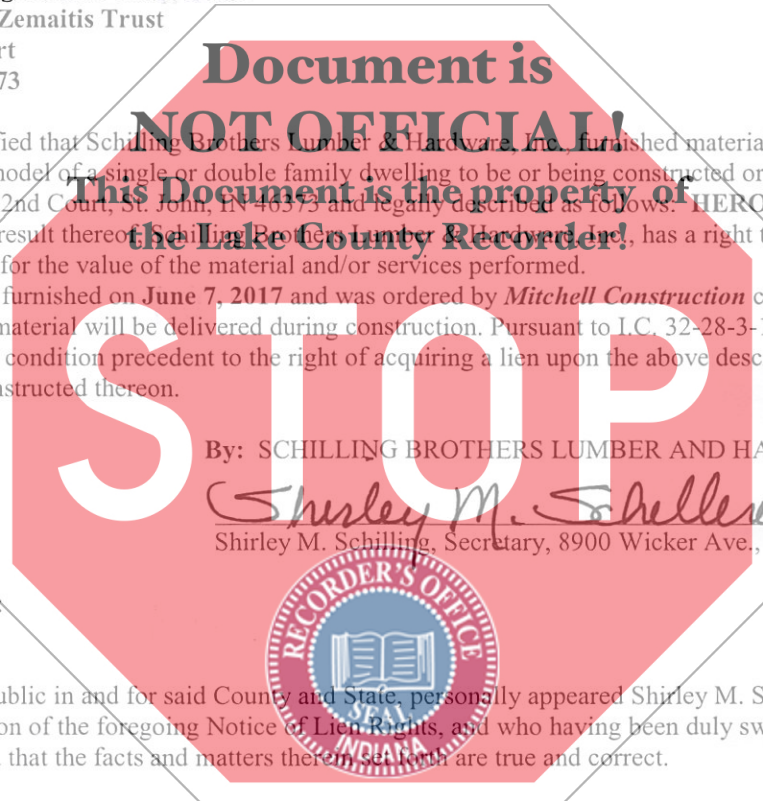 Zemaitis Trust
rt
73
Document is
NOT OFFICIAL!
This Document is the property of
the Lake County Recorder!
fied that Schilling Brothers Lumber & Hardware, Inc., furnished materia
model of a single or double family dwelling to be or being constructed or
2nd Court, St. John, IN 46373 and legally described as follows: HERO
result thereof, Schilling Brothers Lumber & Hardware, Inc., has a right t
for the value of the material and/or services performed.
furnished on June 7, 2017 and was ordered by Mitchell Construction c
material will be delivered during construction. Pursuant to I.C. 32-28-3-1
condition precedent to the right of acquiring a lien upon the above desc
nstructed thereon.
STOP
By: SCHILLING BROTHERS LUMBER AND HA
Shirley M. Schilling
Shirley M. Schilling, Secretary, 8900 Wicker Ave.,
RECORDER'S OFFICE
SEAL
INDIANA
ublic in and for said County and State, personally appeared Shirley M. S
on of the foregoing Notice of Lien Rights, and who having been duly sw
that the facts and matters therein set forth are true and correct.